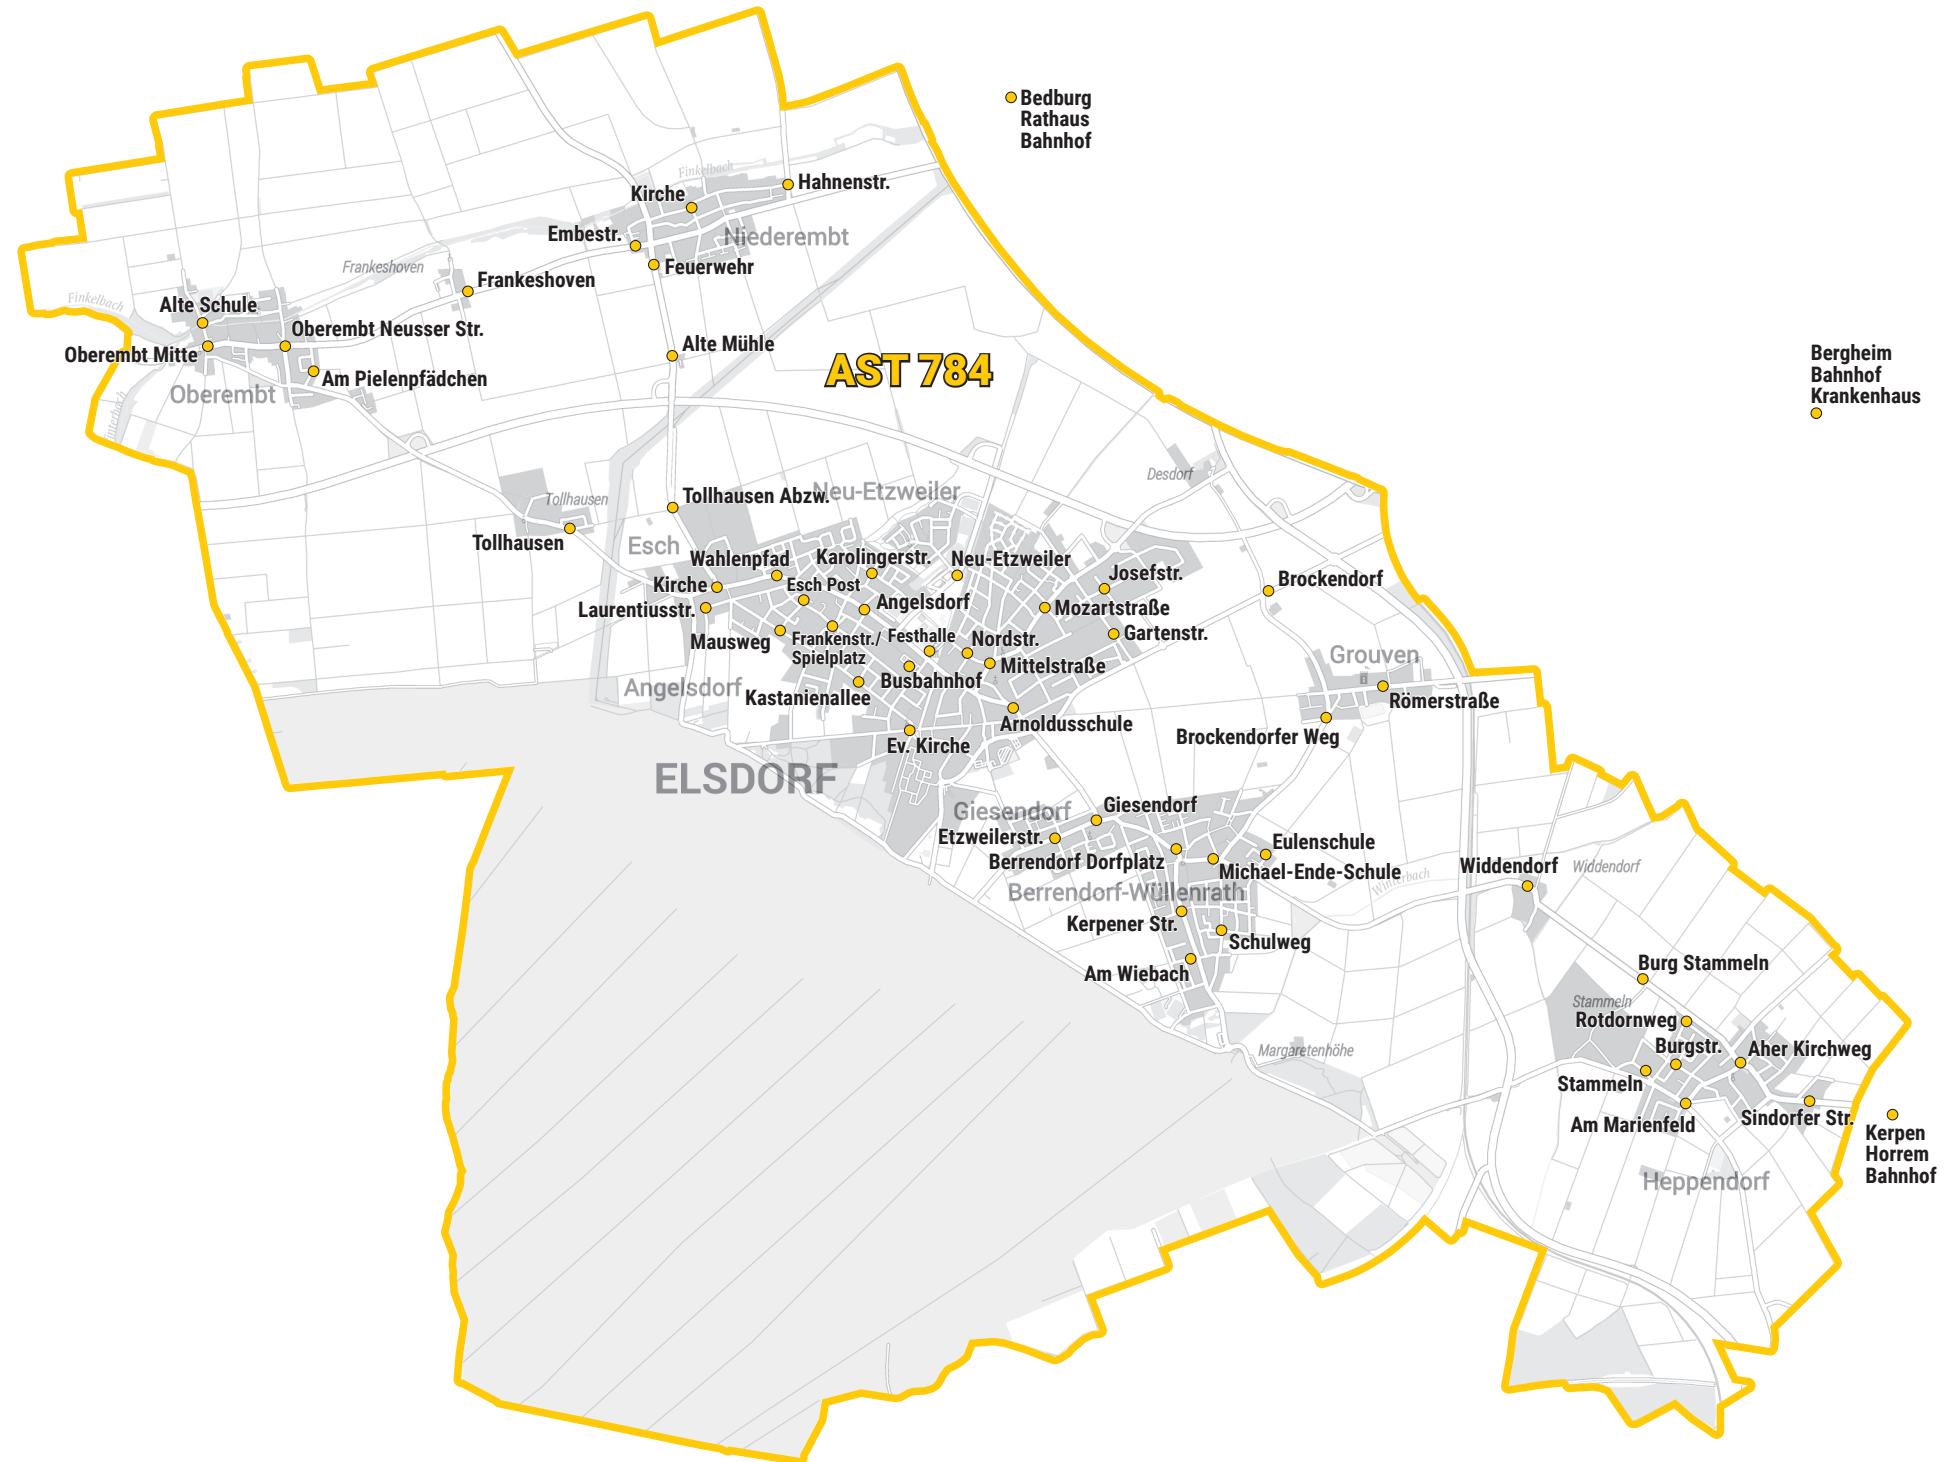 Bedburg
Rathaus
Bahnhof
Finkelbach
Hahnenstr.
Kirche
Embestr.
Niederembt
Feuerwehr
Frankeshoven
Frankeshoven
Finkelbach
Alte Schule
Oberembt Neusser Str.
Oberembt Mitte
Am Pielenpfädchen
Oberembt
Alte Mühle
AST 784
Bergheim
Bahnhof
Krankenhaus
Desdorf
Tollhausen
Tollhausen Abzw.
Neu-Etzweiler
Tollhausen
Esch
Wahlenpfad
Karolingerstr.
Neu-Etzweiler
Josefstr.
Brockendorf
Kirche
Esch Post
Laurentiusstr.
Angelsdorf
Mozartstraße
Mausweg
Frankenstr./
Spielplatz
Festhalle
Nordstr.
Gartenstr.
Mittelstraße
Grouven
Busbahnhof
Angelsdorf
Kastanienallee
Römerstraße
Arnoldusschule
Brockendorfer Weg
Ev. Kirche
ELSDORF
Giesendorf
Giesendorf
Etzweilerstr.
Eulenschule
Berrendorf Dorfplatz
Michael-Ende-Schule
Winterbach
Widdendorf
Widdendorf
Berrendorf-Wüllenrath
Kerpener Str.
Schulweg
Am Wiebach
Burg Stammeln
Stammeln
Rotdornweg
Burgstr.
Aher Kirchweg
Margaretenhöhe
Stammeln
Am Marienfeld
Sindorfer Str.
Kerpen
Horrem
Bahnhof
Heppendorf